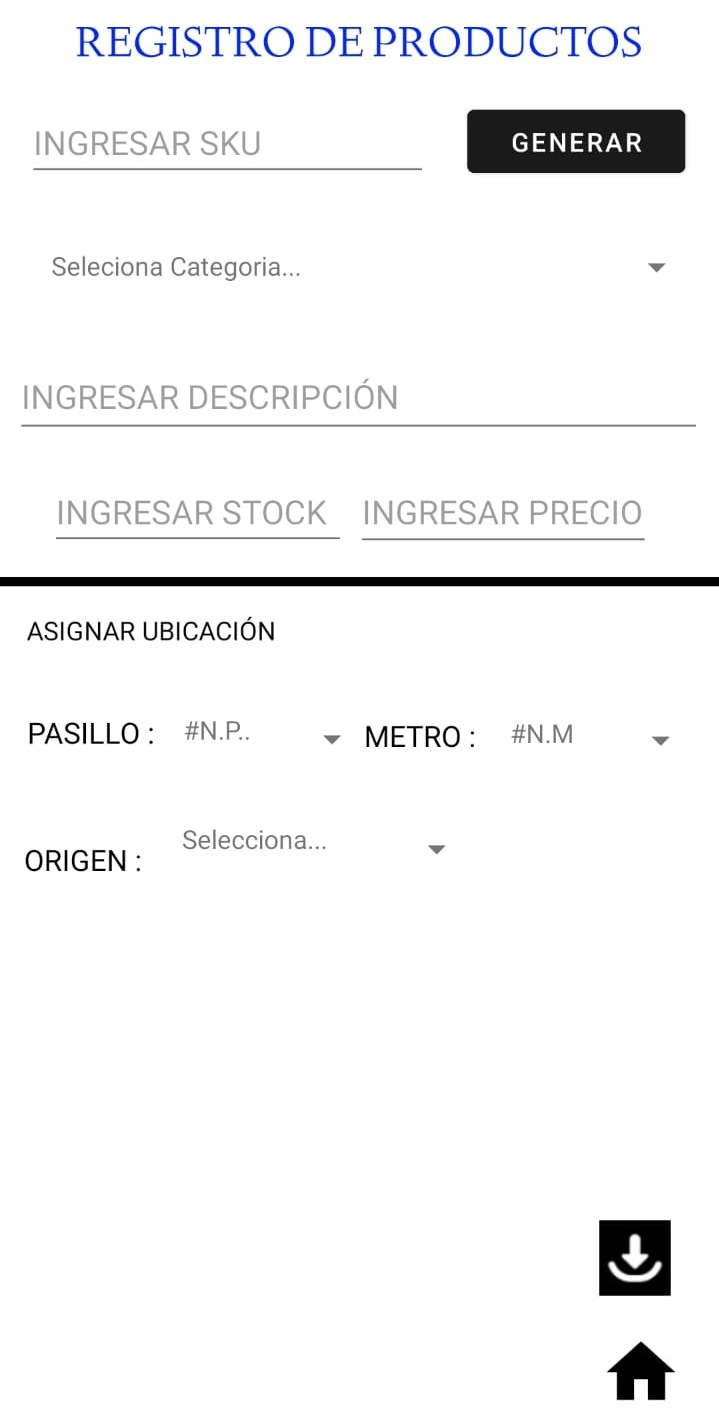 REGISTRO DE PRODUCTOS
INGRESAR SKU GENERAR
Seleciona Categoria...
INGRESAR DESCRIPCIÓN
INGRESAR STOCK INGRESAR PRECIO
ASIGNAR UBICACIÓN
PASILLO : #N.P.. METRO : #N.M
ORIGEN : Selecciona...